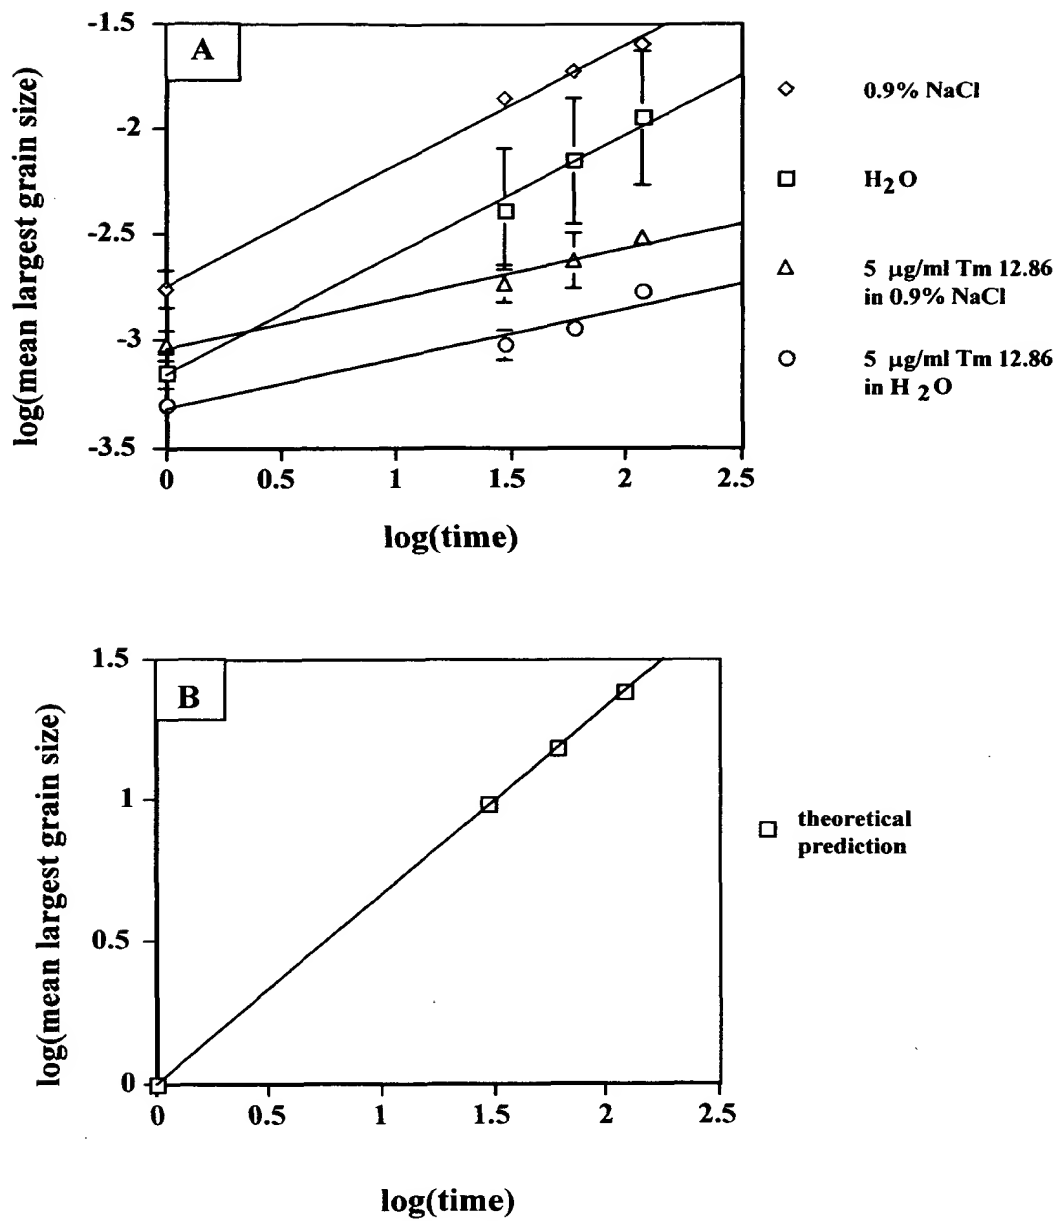 A
-1.5
-2
-2.5
-3
-3.5
log(mean largest grain size)
0 0.5 1 1.5 2 2.5
log(time)
0.9% NaCl
H2O
5 μg/ml Tm 12.86
in 0.9% NaCl
5 μg/ml Tm 12.86
in H 2O
B
1.5
1
0.5
0
log(mean largest grain size)
0 0.5 1 1.5 2 2.5
log(time)
theoretical
prediction